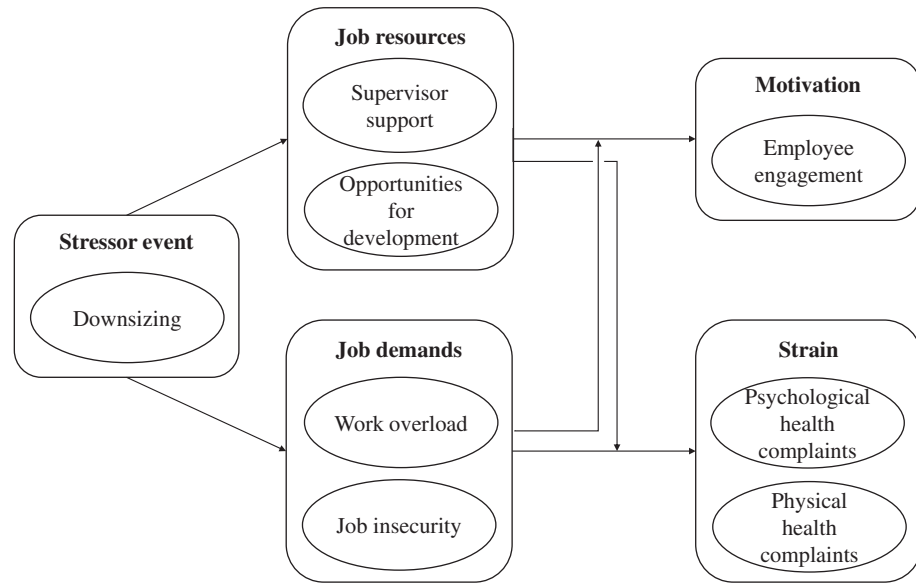 Job resources
Supervisor
support
Opportunities
for
development
Motivation
Employee
engagement
Stressor event
Downsizing
Job demands
Work overload
Job insecurity
Strain
Psychological
health
complaints
Physical
health
complaints